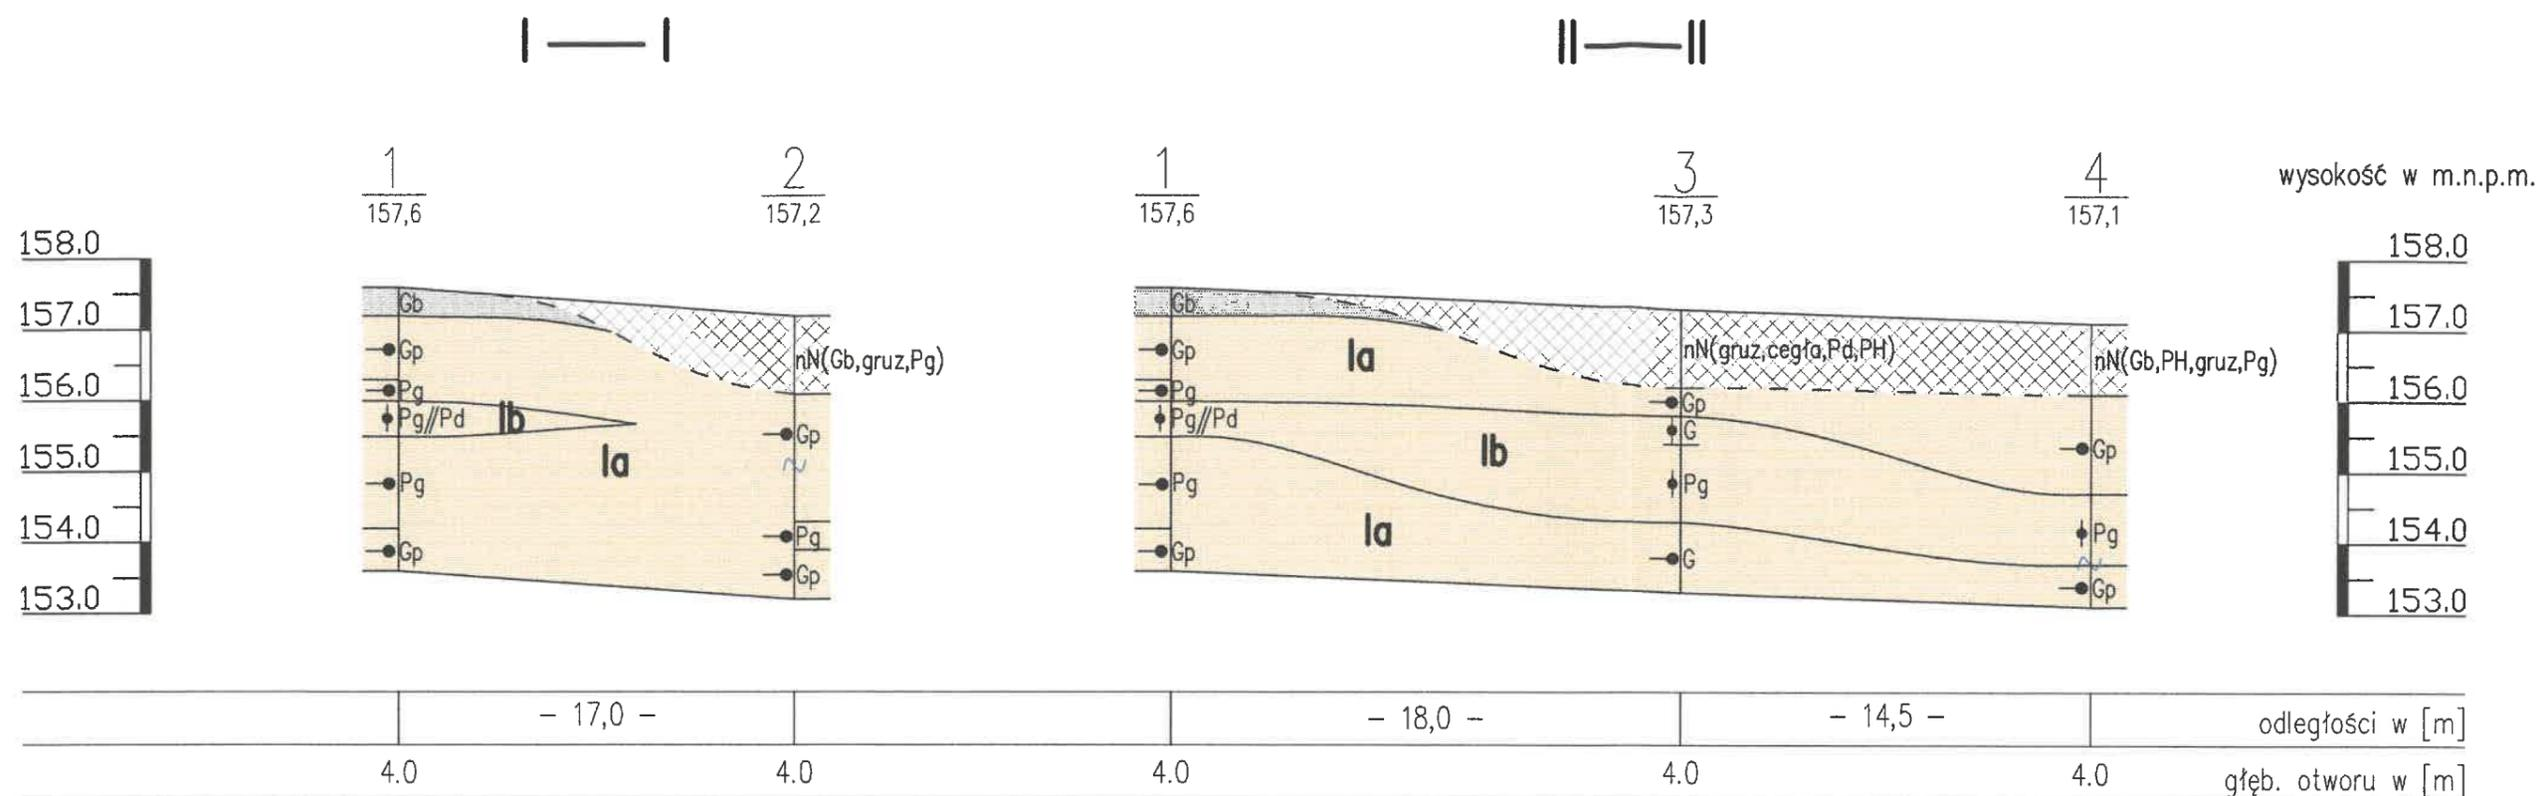 I — I
II — II
1 2 1 3 4 wysokość w m.n.p.m.
157,6 157,2 157,6 157,3 157,1
158.0 158.0
Gb Gb
157.0 157.0
Gp nN(Gb,gruz,Pg) Gp Ia nN(gruz,cegła,Pd,PH) nN(Gb,PH,gruz,Pg)
156.0 156.0
Pg Pg Gp
Pg//Pd Ib Gp Pg//Pd G Gp
155.0 Ia Ib 155.0
Pg Pg Pg
154.0 Pg Ia Pg 154.0
Gp Gp Gp G Gp
153.0 153.0
- 17,0 - - 18,0 - - 14,5 - odległości w [m]
4.0 4.0 4.0 4.0 4.0 głęb. otworu w [m]